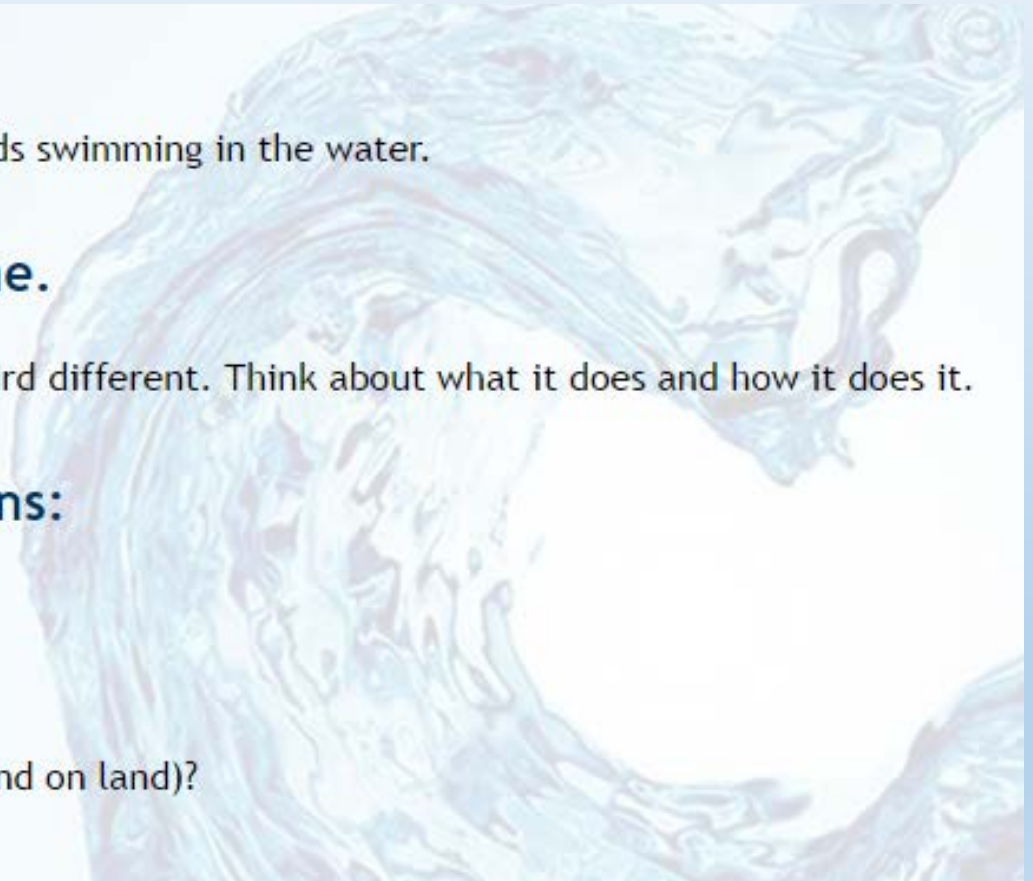 ds swimming in the water.
e.
rd different. Think about what it does and how it does it.
ns:
nd on land)?